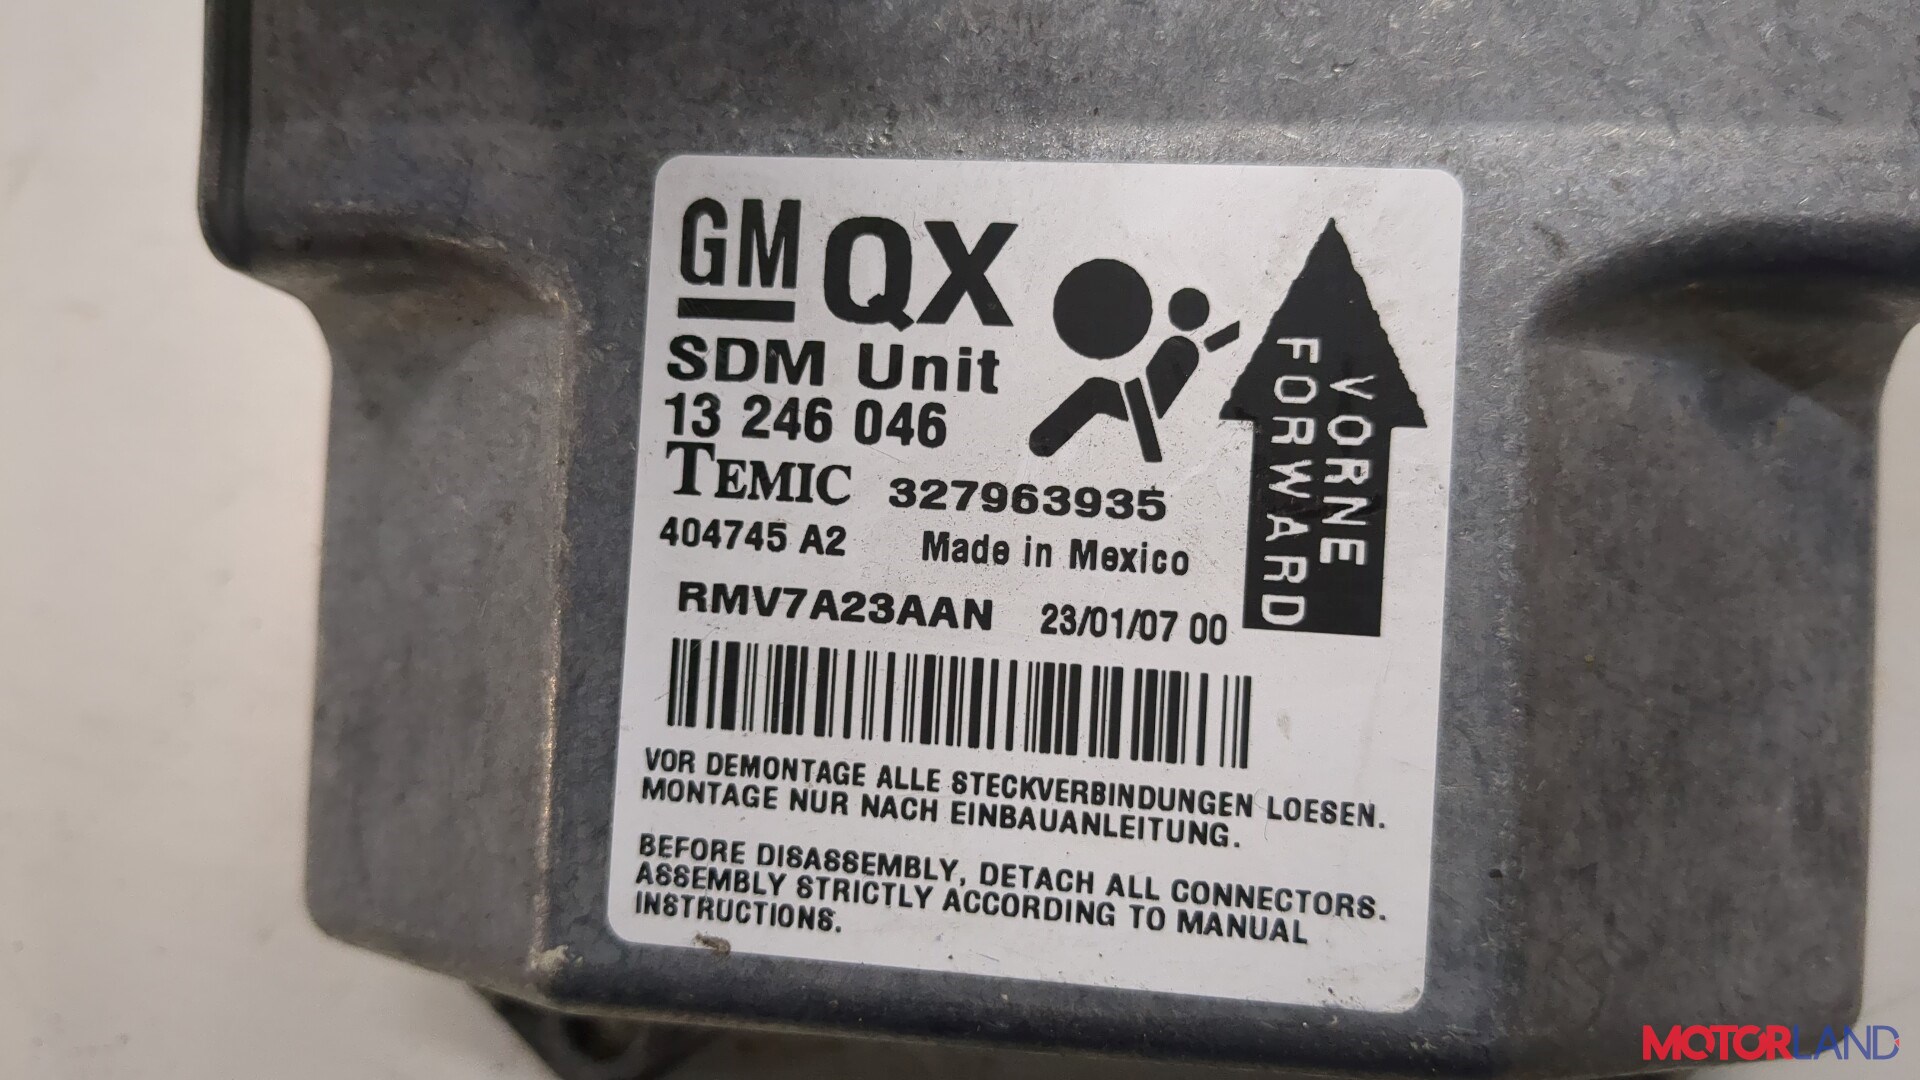 GM QX
SDM Unit
13 246 046
TEMIC 327963935
404745 A2 Made in Mexico
RMV7A23AAN 23/01/07 00
VORNE
FORWARD
VOR DEMONTAGE ALLE STECKVERBINDUNGEN LOESEN.
MONTAGE NUR NACH EINBAUANLEITUNG.
BEFORE DISASSEMBLY, DETACH ALL CONNECTORS.
ASSEMBLY STRICTLY ACCORDING TO MANUAL
INSTRUCTIONS.
MOTORLAND